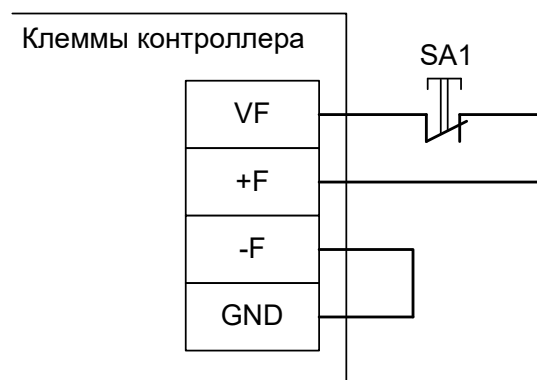 Клеммы контроллера
SA1
VF
+F
-F
GND